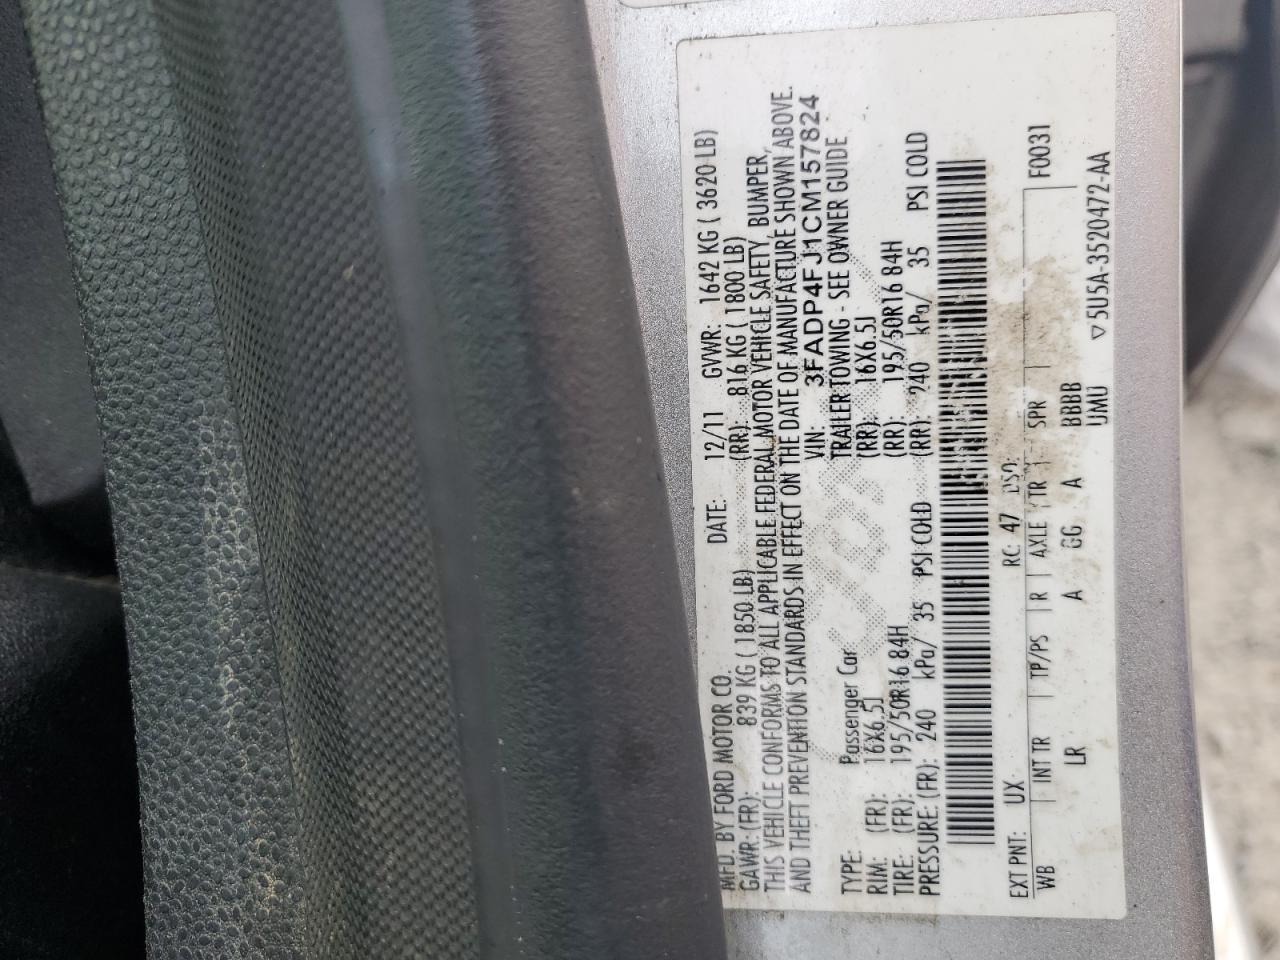 MFD. BY FORD MOTOR CO.
DATE: 12/11 GVWR: 1642 KG ( 3620 LB)
GAWR: (FR): 839 KG ( 1850 LB) (RR): 816 KG ( 1800 LB)
THIS VEHICLE CONFORMS TO ALL APPLICABLE FEDERAL MOTOR VEHICLE SAFETY, BUMPER,
AND THEFT PREVENTION STANDARDS IN EFFECT ON THE DATE OF MANUFACTURE SHOWN ABOVE.
VIN: 3FADP4FJ1CM157824
TYPE: Passenger Car TRAILER TOWING - SEE OWNER GUIDE
RIM: (FR): 16X6.5J (RR): 16X6.5J
TIRE: (FR): 195/50R16 84H (RR): 195/50R16 84H
PRESSURE: (FR): 240 kPa/ 35 PSI COLD (RR): 240 kPa/ 35 PSI COLD
EXT PNT: UX RC: 47 DSO: F0031
WB INT TR TP/PS R AXLE TR SPR
LR A GG A BBBB
UMU
▽5U5A-3520472-AA